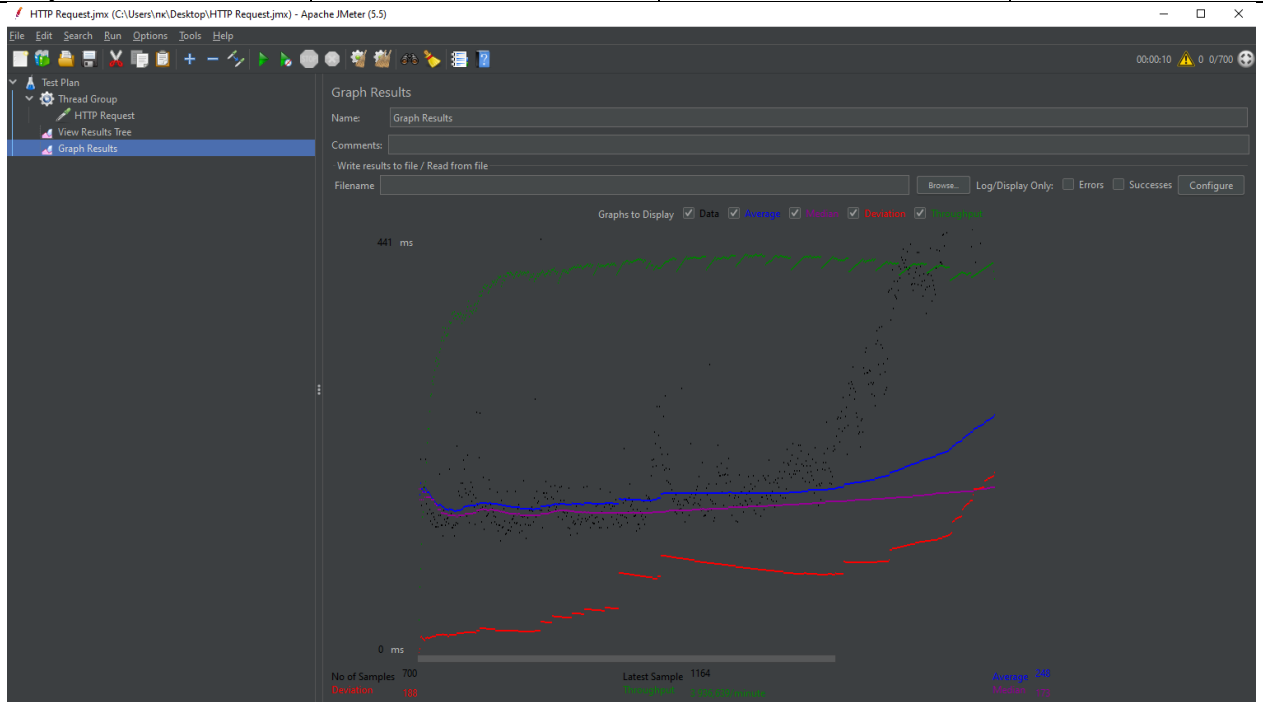 HTTP Request.jmx (C:\Users\пк\Desktop\HTTP Request.jmx) - Apache JMeter (5.5)
File Edit Search Run Options Tools Help
00:00:10 0 0/700
Test Plan
Thread Group
HTTP Request
View Results Tree
Graph Results
Graph Results
Name: Graph Results
Comments:
Write results to file / Read from file
Filename Browse... Log/Display Only: Errors Successes Configure
Graphs to Display Data Average Median Deviation Throughput
441 ms
0 ms
No of Samples 700 Latest Sample 1164 Average 248
Deviation 188 Throughput Median